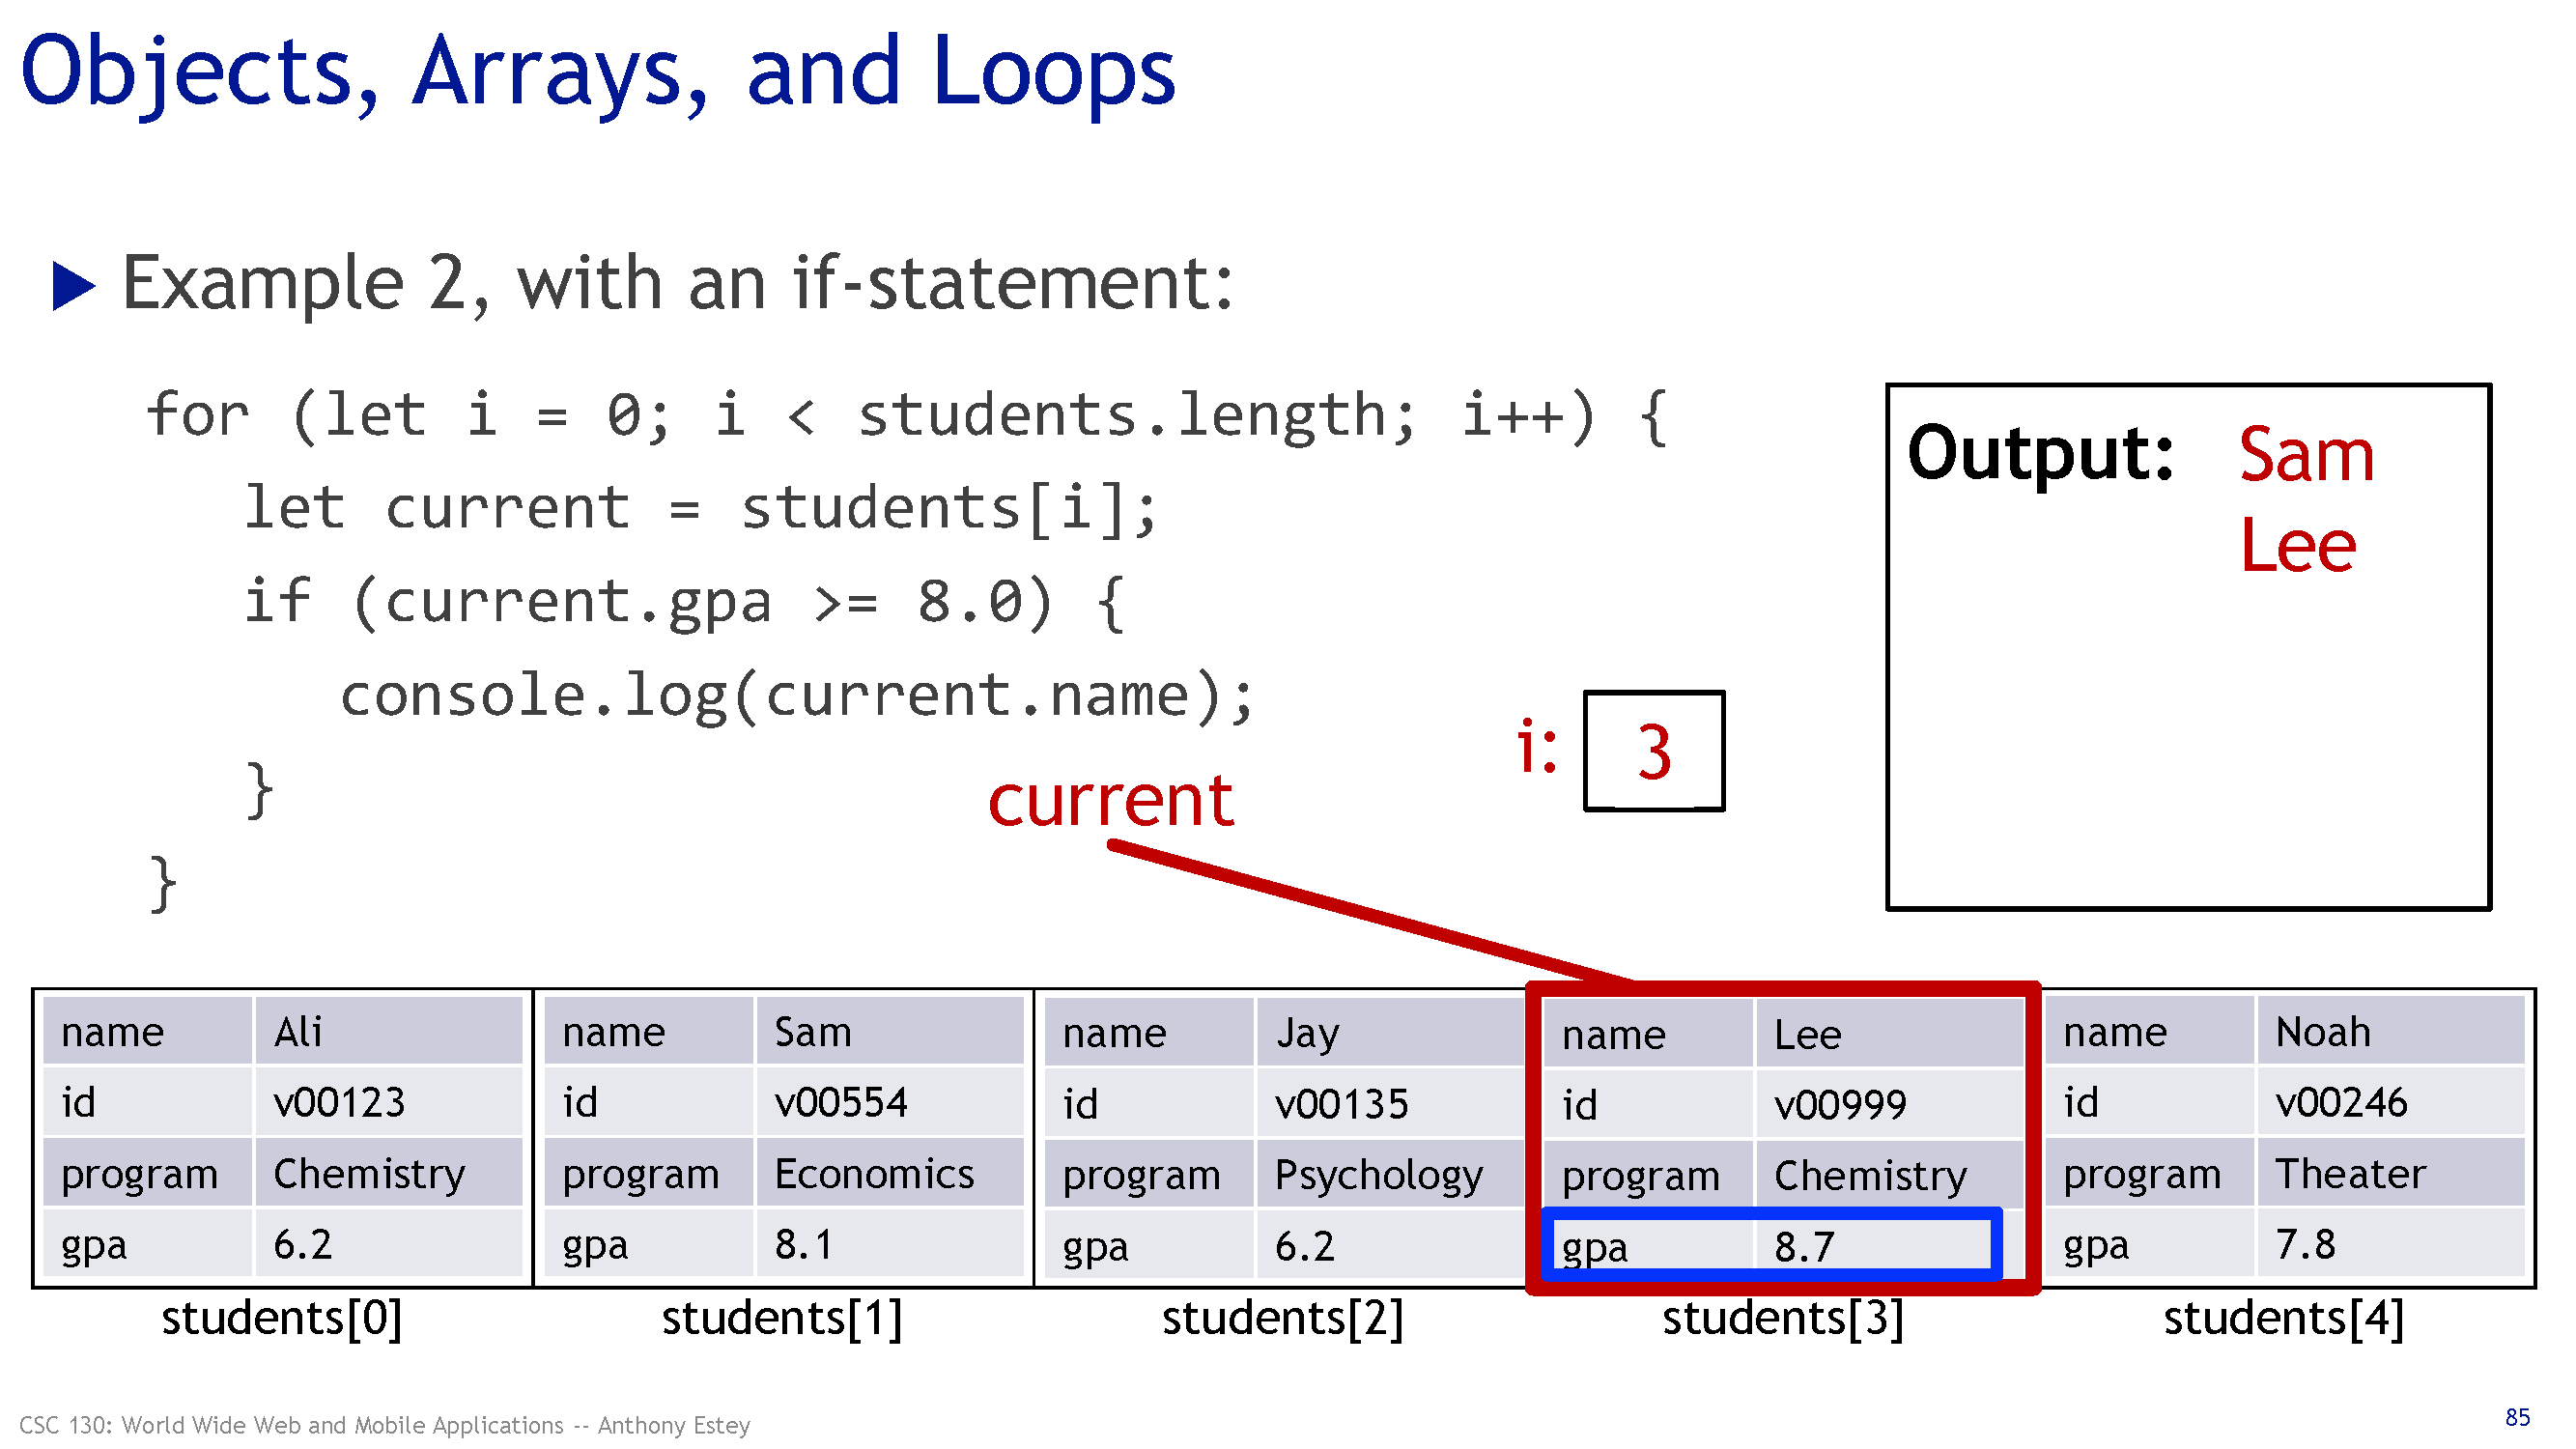 Objects, Arrays, and Loops
Example 2, with an if-statement:
for (let i = 0; i < students.length; i++) {
let current = students[i];
if (current.gpa >= 8.0) {
console.log(current.name);
}
}
Output: Sam
Lee
i: 3
current
name Ali name Sam name Jay name Lee name Noah
id v00123 id v00554 id v00135 id v00999 id v00246
program Chemistry program Economics program Psychology program Chemistry program Theater
gpa 6.2 gpa 8.1 gpa 6.2 gpa 8.7 gpa 7.8
students[0] students[1] students[2] students[3] students[4]
CSC 130: World Wide Web and Mobile Applications -- Anthony Estey
85